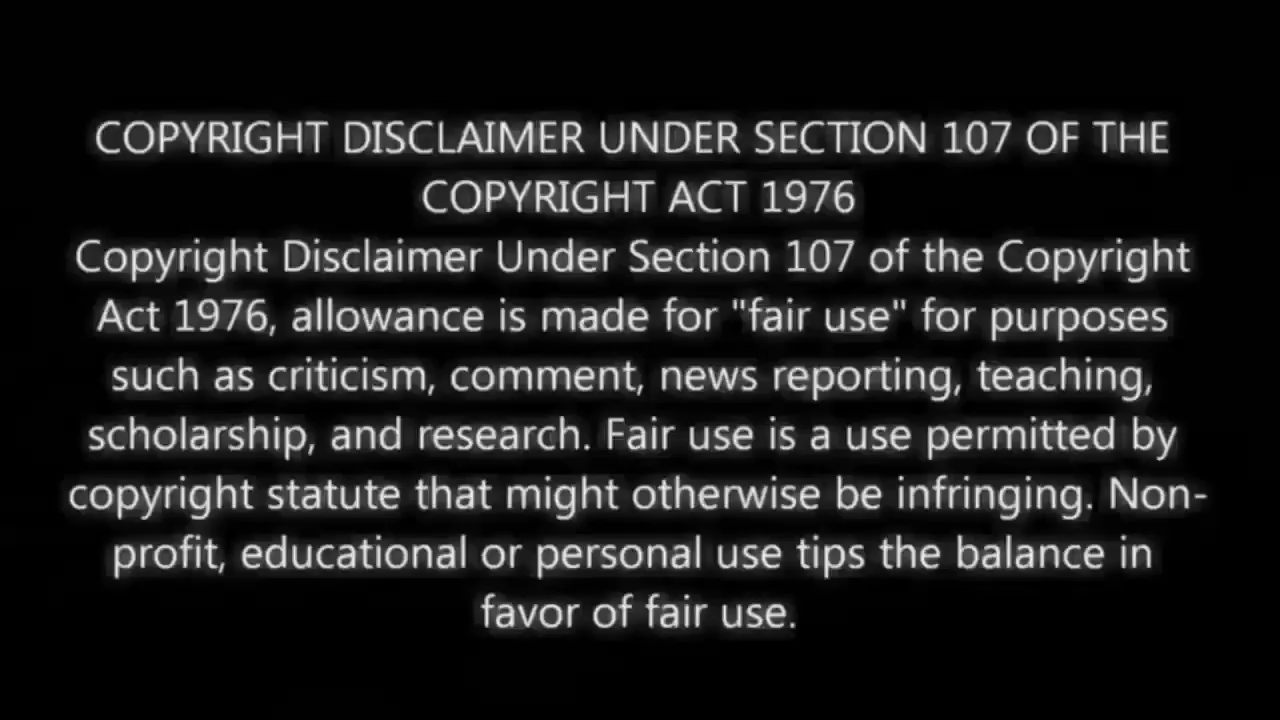 COPYRIGHT DISCLAIMER UNDER SECTION 107 OF THE
COPYRIGHT ACT 1976
Copyright Disclaimer Under Section 107 of the Copyright
Act 1976, allowance is made for "fair use" for purposes
such as criticism, comment, news reporting, teaching,
scholarship, and research. Fair use is a use permitted by
copyright statute that might otherwise be infringing. Non-
profit, educational or personal use tips the balance in
favor of fair use.